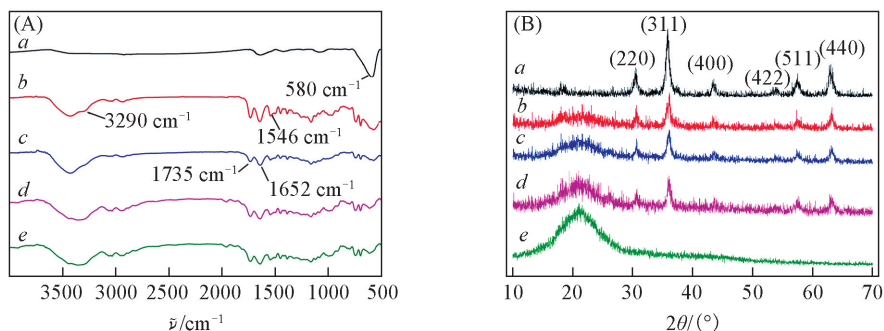 (A)
a
580 cm⁻¹
b
3290 cm⁻¹
1546 cm⁻¹
c
1735 cm⁻¹
1652 cm⁻¹
d
e
3500 3000 2500 2000 1500 1000 500
ν̃/cm⁻¹
(B)
(311)
(220)
(400)
(422)
(511)
(440)
a
b
c
d
e
10 20 30 40 50 60 70
2θ/(°)